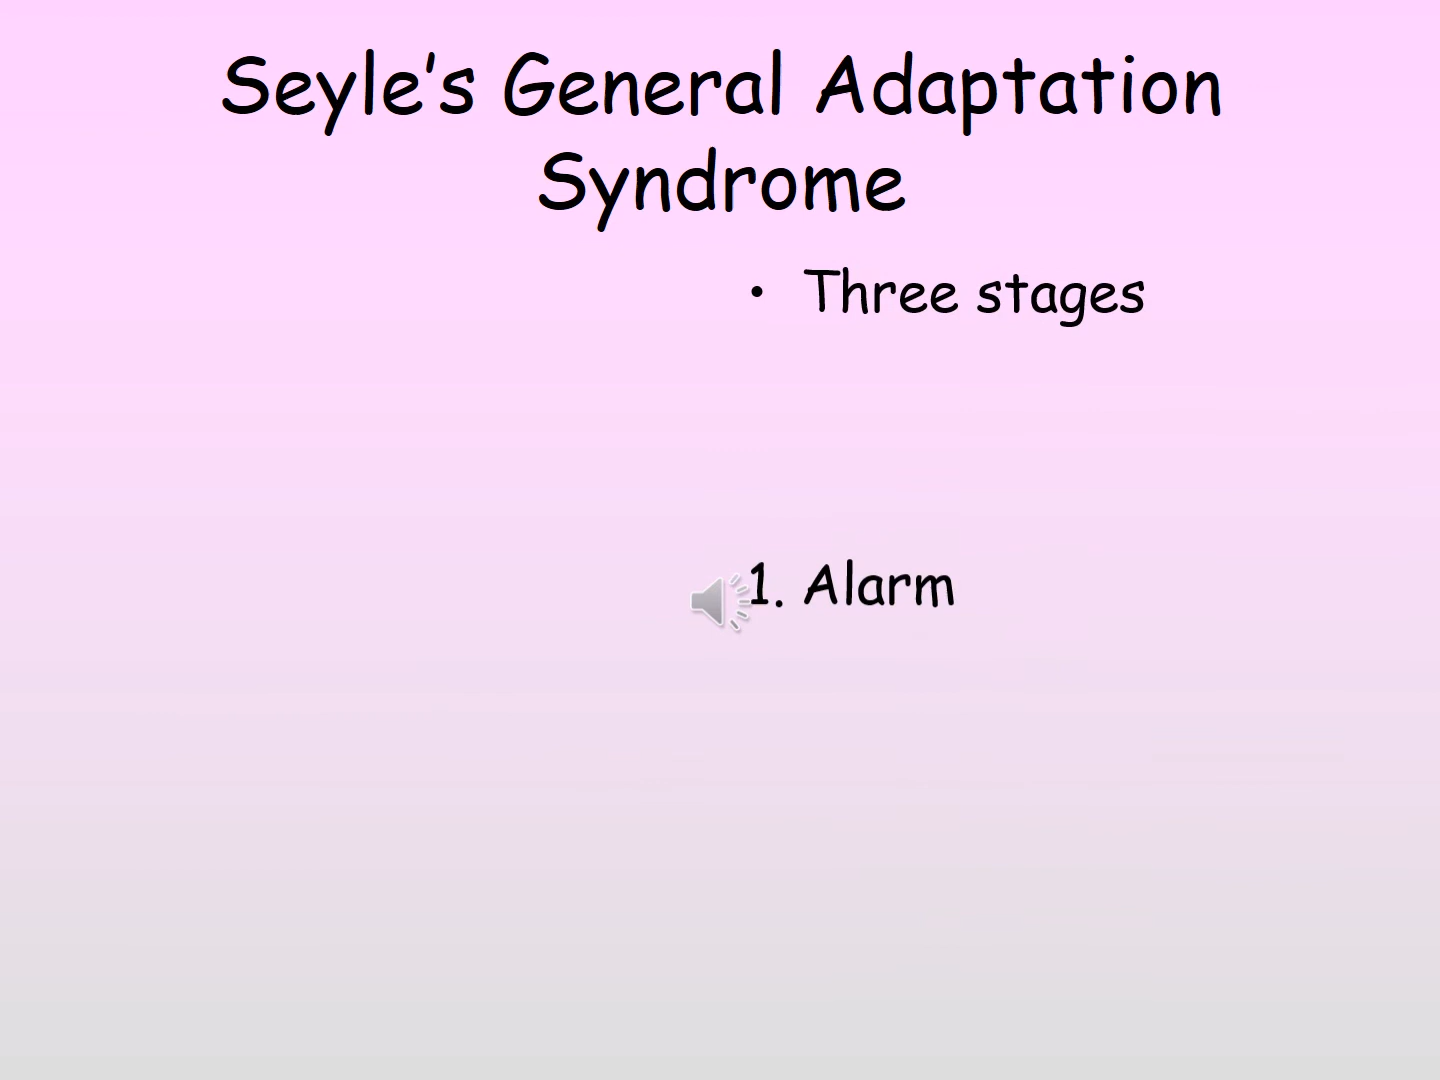 Seyle's General Adaptation
Syndrome
• Three stages
1. Alarm